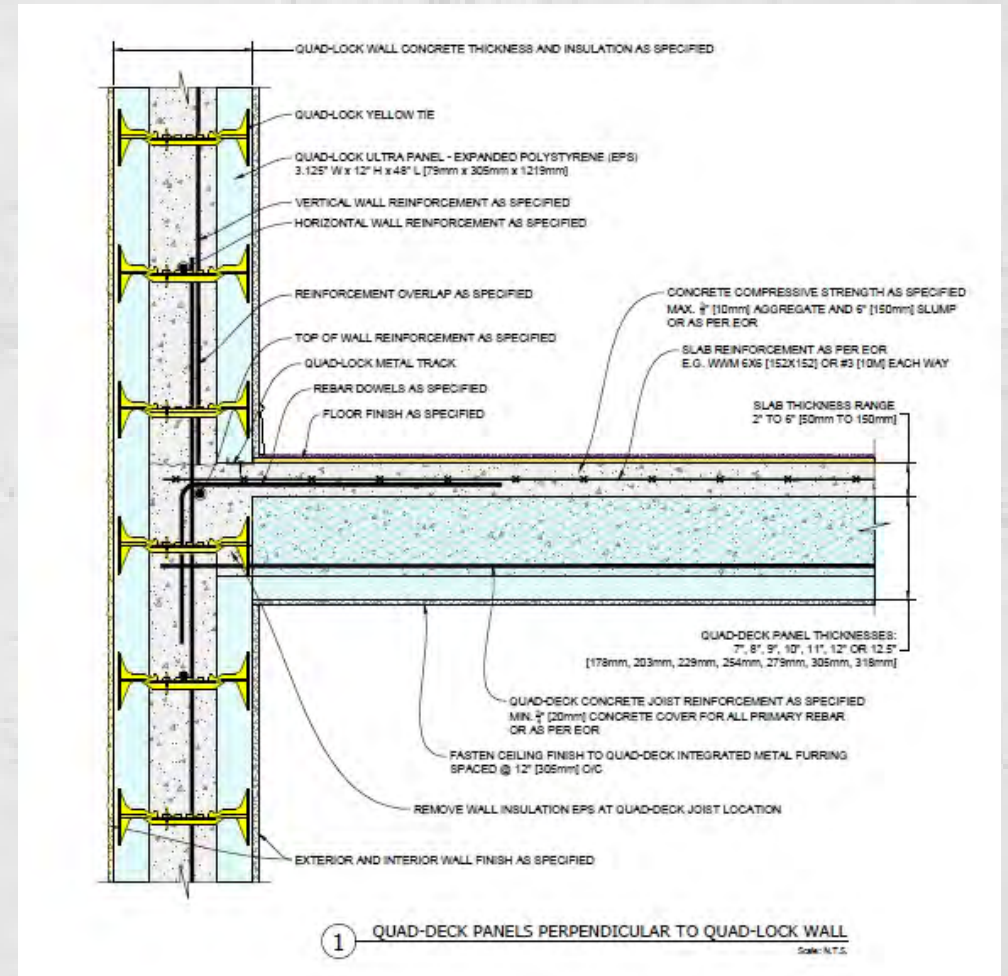 QUAD-LOCK WALL CONCRETE THICKNESS AND INSULATION AS SPECIFIED
QUAD-LOCK YELLOW TIE
QUAD-LOCK ULTRA PANEL - EXPANDED POLYSTYRENE (EPS)
3.125" W x 12" H x 48" L [79mm x 305mm x 1219mm]
VERTICAL WALL REINFORCEMENT AS SPECIFIED
HORIZONTAL WALL REINFORCEMENT AS SPECIFIED
REINFORCEMENT OVERLAP AS SPECIFIED
TOP OF WALL REINFORCEMENT AS SPECIFIED
QUAD-LOCK METAL TRACK
REBAR DOWELS AS SPECIFIED
FLOOR FINISH AS SPECIFIED
CONCRETE COMPRESSIVE STRENGTH AS SPECIFIED
MAX. [10mm] AGGREGATE AND 6" [150mm] SLUMP
OR AS PER EOR
SLAB REINFORCEMENT AS PER EOR
E.G. WWM 6X6 [152X152] OR #3 [10M] EACH WAY
SLAB THICKNESS RANGE
2" TO 6" [50mm TO 150mm]
QUAD-DECK PANEL THICKNESSES:
7", 8", 9", 10", 11", 12" OR 12.5"
[178mm, 203mm, 229mm, 254mm, 279mm, 305mm, 318mm]
QUAD-DECK CONCRETE JOIST REINFORCEMENT AS SPECIFIED
MIN. [20mm] CONCRETE COVER FOR ALL PRIMARY REBAR
OR AS PER EOR
FASTEN CEILING FINISH TO QUAD-DECK INTEGRATED METAL FURRING
SPACED @ 12" [305mm] O/C
REMOVE WALL INSULATION EPS AT QUAD-DECK JOIST LOCATION
EXTERIOR AND INTERIOR WALL FINISH AS SPECIFIED
1 QUAD-DECK PANELS PERPENDICULAR TO QUAD-LOCK WALL
Scale: N.T.S.